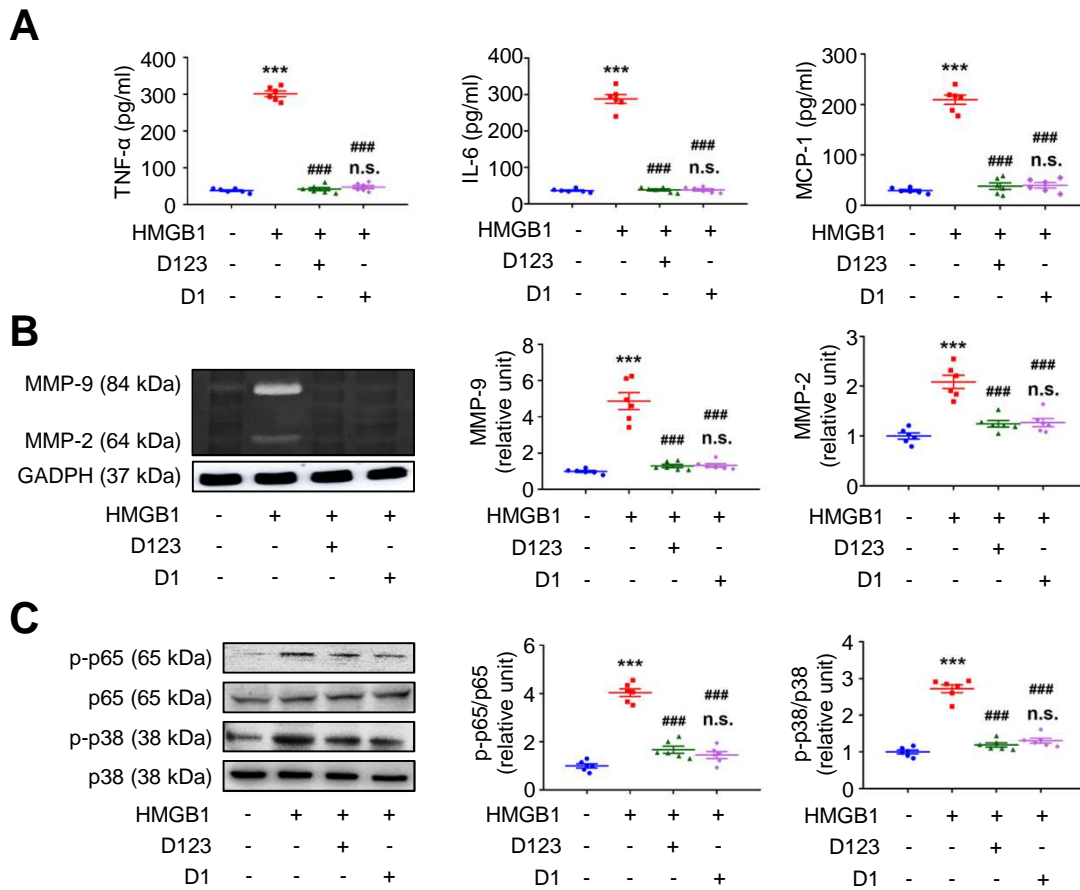 A
TNF-α (pg/ml)
400
300
200
100
0
***
###
###
n.s.
HMGB1 - + + +
D123 - - + -
D1 - - - +
IL-6 (pg/ml)
400
300
200
100
0
***
###
###
n.s.
HMGB1 - + + +
D123 - - + -
D1 - - - +
MCP-1 (pg/ml)
300
200
100
0
***
###
###
n.s.
HMGB1 - + + +
D123 - - + -
D1 - - - +
B
MMP-9 (84 kDa)
MMP-2 (64 kDa)
GADPH (37 kDa)
HMGB1 - + + +
D123 - - + -
D1 - - - +
MMP-9
(relative unit)
8
6
4
2
0
***
###
###
n.s.
HMGB1 - + + +
D123 - - + -
D1 - - - +
MMP-2
(relative unit)
3
2
1
0
***
###
###
n.s.
HMGB1 - + + +
D123 - - + -
D1 - - - +
C
p-p65 (65 kDa)
p65 (65 kDa)
p-p38 (38 kDa)
p38 (38 kDa)
HMGB1 - + + +
D123 - - + -
D1 - - - +
p-p65/p65
(relative unit)
6
4
2
0
***
###
###
n.s.
HMGB1 - + + +
D123 - - + -
D1 - - - +
p-p38/p38
(relative unit)
4
3
2
1
0
***
###
###
n.s.
HMGB1 - + + +
D123 - - + -
D1 - - - +